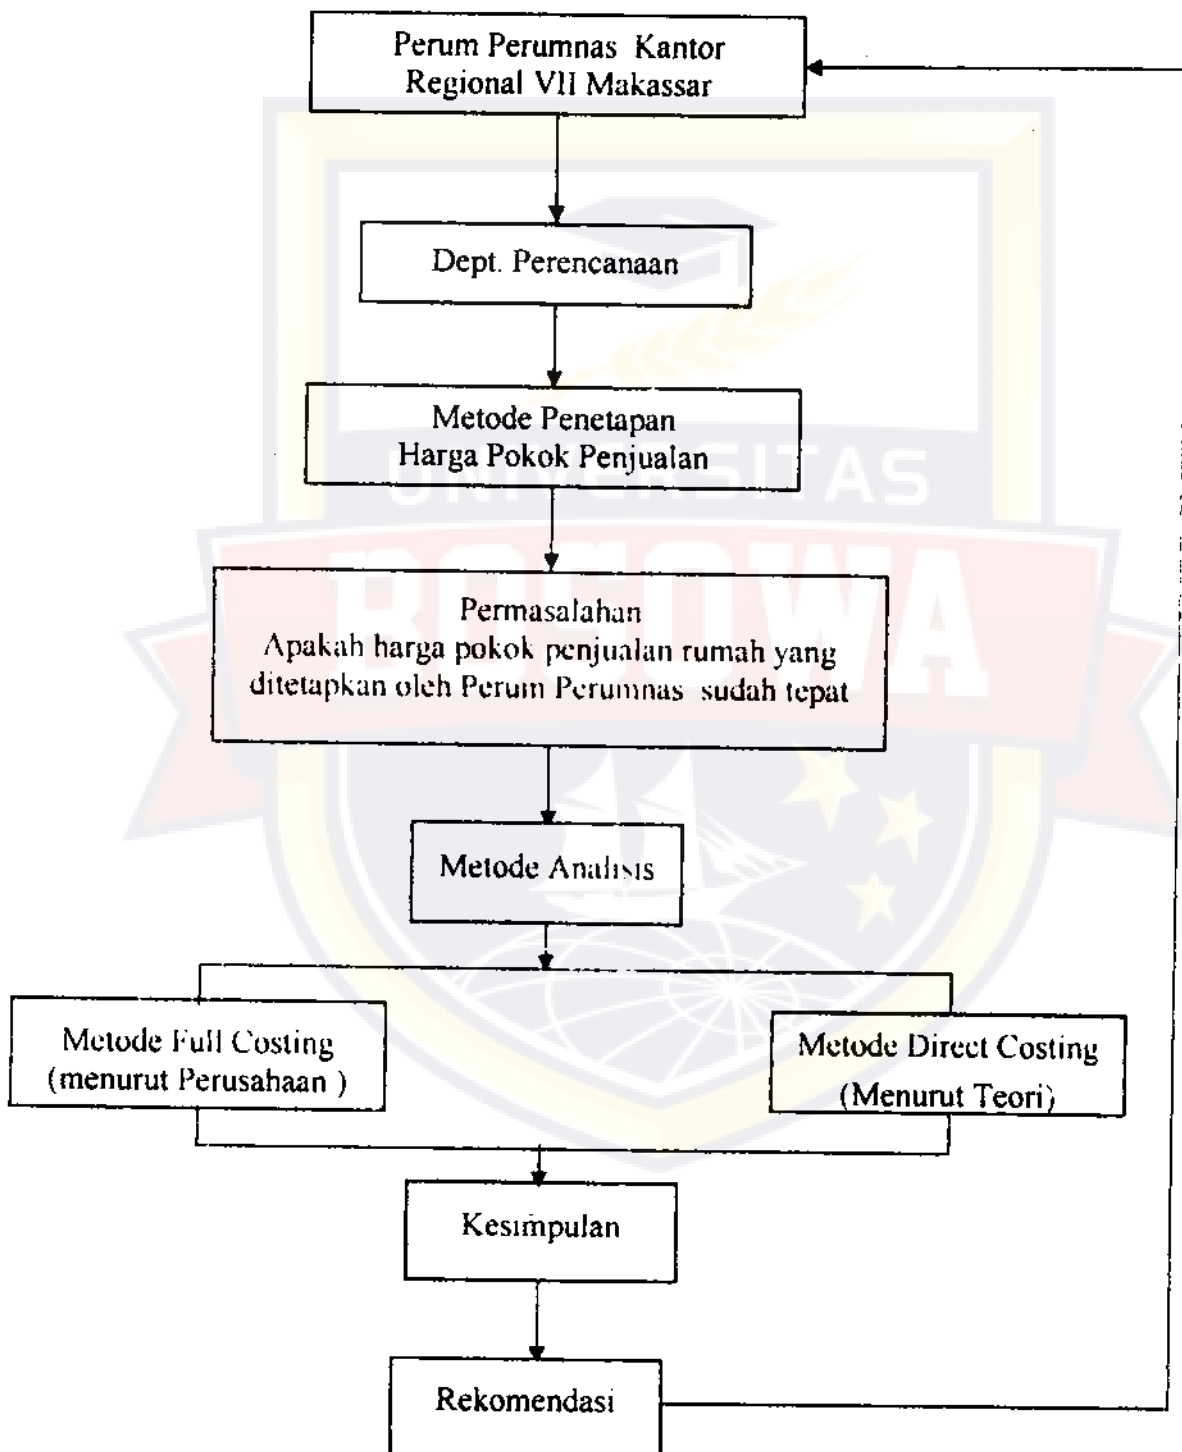 Perum Perumnas Kantor
Regional VII Makassar
Dept. Perencanaan
Metode Penetapan
Harga Pokok Penjualan
UNIVERSITAS
BOSOWA
Permasalahan
Apakah harga pokok penjualan rumah yang
ditetapkan oleh Perum Perumnas sudah tepat
Metode Analisis
Metode Full Costing
(menurut Perusahaan )
Metode Direct Costing
(Menurut Teori)
Kesimpulan
Rekomendasi